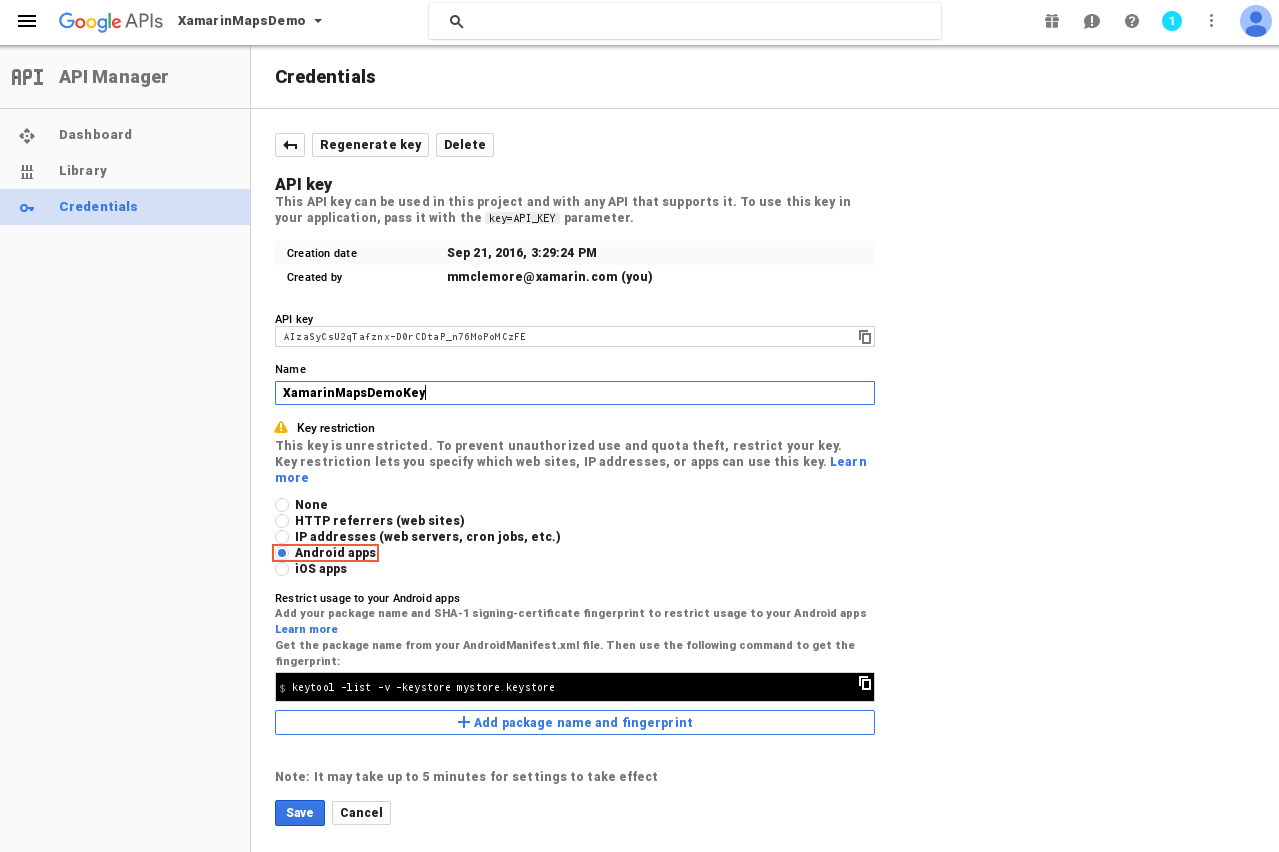 Google APIs XamarinMapsDemo 1
API API Manager
Credentials
Dashboard
Library
Credentials
Regenerate key Delete
API key
This API key can be used in this project and with any API that supports it. To use this key in
your application, pass it with the key=API_KEY parameter.
Creation date Sep 21, 2016, 3:29:24 PM
Created by mmclemore@xamarin.com (you)
API key
AIzaSyCsU2qTafznx-D0rCDtaP_n76MoPoMCzFE
Name
XamarinMapsDemoKey
Key restriction
This key is unrestricted. To prevent unauthorized use and quota theft, restrict your key.
Key restriction lets you specify which web sites, IP addresses, or apps can use this key. Learn
more
None
HTTP referrers (web sites)
IP addresses (web servers, cron jobs, etc.)
Android apps
iOS apps
Restrict usage to your Android apps
Add your package name and SHA-1 signing-certificate fingerprint to restrict usage to your Android apps
Learn more
Get the package name from your AndroidManifest.xml file. Then use the following command to get the
fingerprint:
$ keytool -list -v -keystore mystore.keystore
Add package name and fingerprint
Note: It may take up to 5 minutes for settings to take effect
Save Cancel